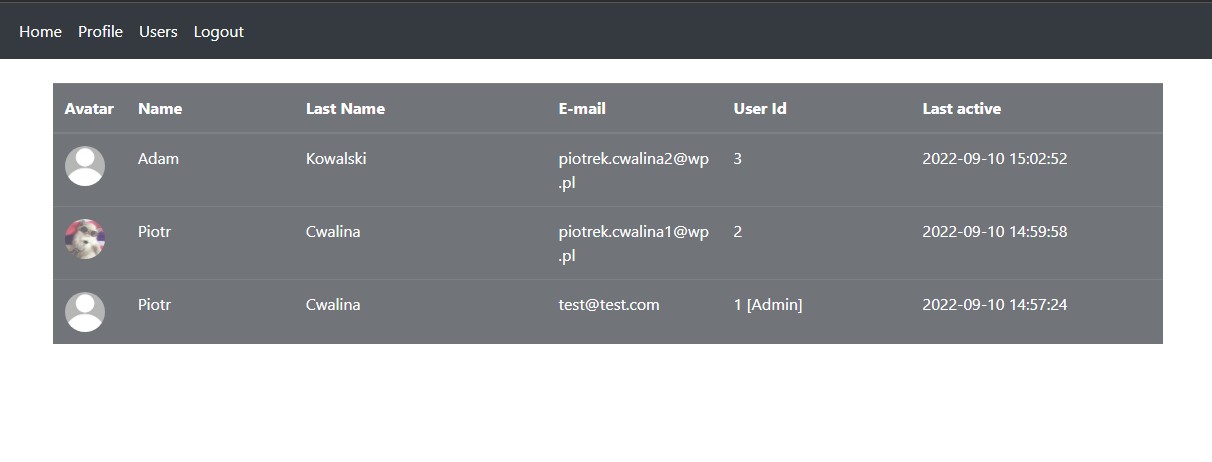 Home Profile Users Logout
Avatar Name Last Name E-mail User Id Last active
Adam Kowalski piotrek.cwalina2@wp 3 2022-09-10 15:02:52
.pl
Piotr Cwalina piotrek.cwalina1@wp 2 2022-09-10 14:59:58
.pl
Piotr Cwalina test@test.com 1 [Admin] 2022-09-10 14:57:24